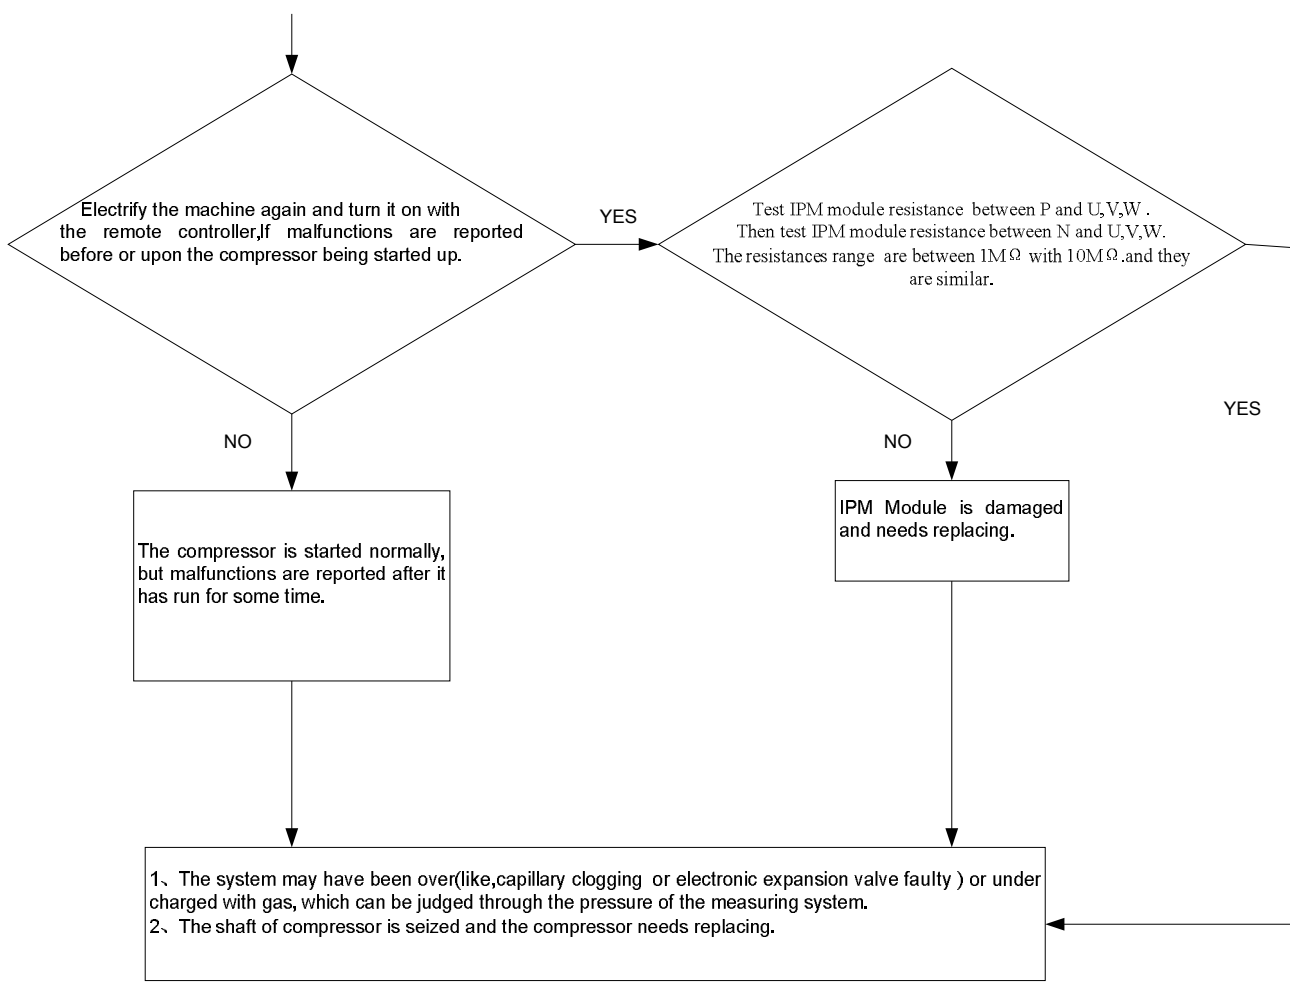 Electrify the machine again and turn it on with
the remote controller,If malfunctions are reported
before or upon the compressor being started up.
YES
Test IPM module resistance between P and U,V,W .
Then test IPM module resistance between N and U,V,W.
The resistances range are between 1MΩ with 10MΩ.and they
are similar.
YES
NO
NO
The compressor is started normally,
but malfunctions are reported after it
has run for some time.
IPM Module is damaged
and needs replacing.
1、The system may have been over(like,capillary clogging or electronic expansion valve faulty ) or under
charged with gas, which can be judged through the pressure of the measuring system.
2、The shaft of compressor is seized and the compressor needs replacing.